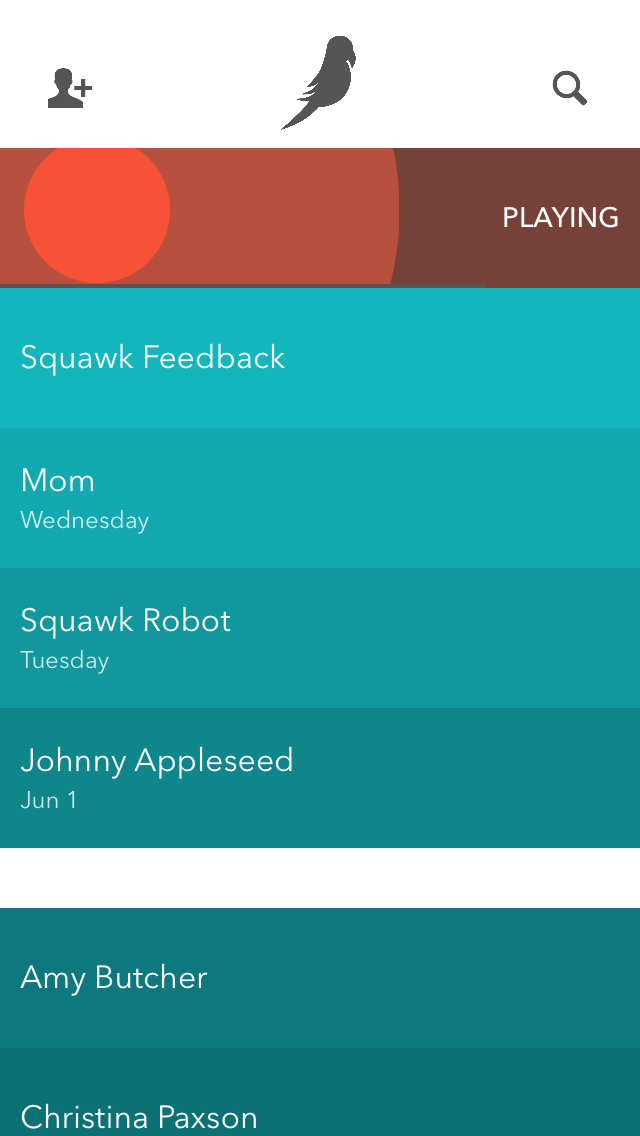 PLAYING
Squawk Feedback
Mom
Wednesday
Squawk Robot
Tuesday
Johnny Appleseed
Jun 1
Amy Butcher
Christina Paxson